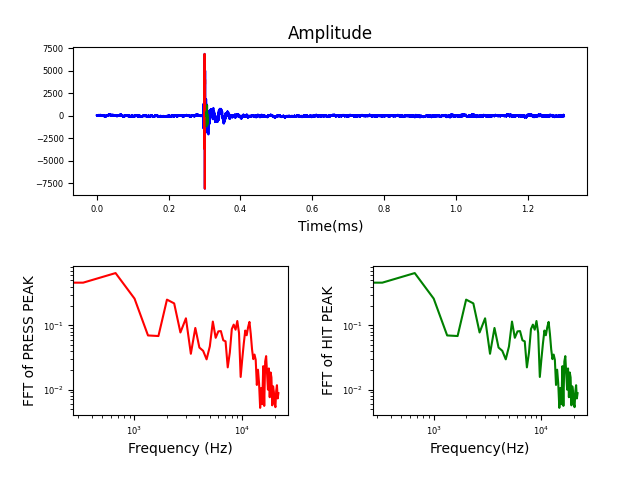 Amplitude
7500
5000
2500
0
−2500
−5000
−7500
0.0 0.2 0.4 0.6 0.8 1.0 1.2
Time(ms)
FFT of PRESS PEAK
10⁻¹
10⁻²
10³ 10⁴
Frequency (Hz)
FFT of HIT PEAK
10⁻¹
10⁻²
10³ 10⁴
Frequency(Hz)